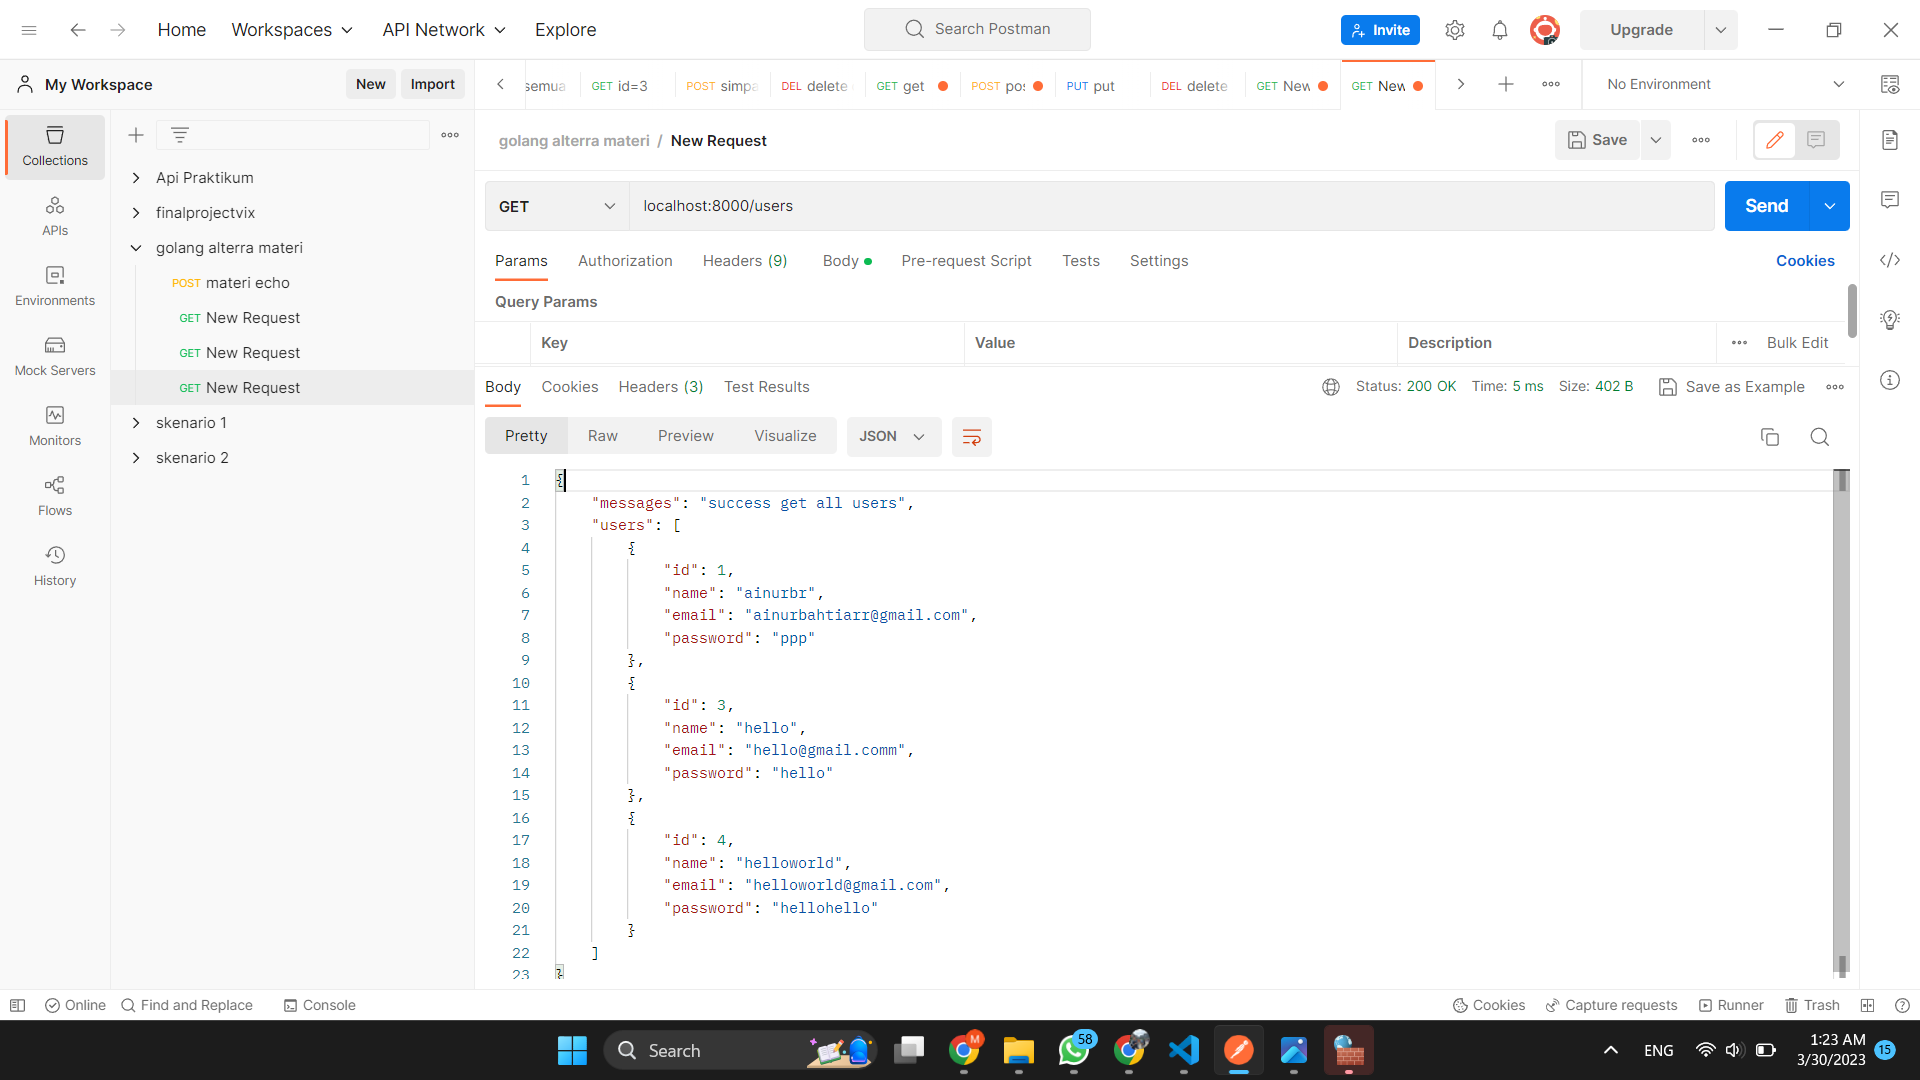 Home Workspaces API Network Explore Search Postman Invite Upgrade
My Workspace New Import semua GET id=3 POST simpa DEL delete GET get POST pos PUT put DEL delete GET New GET New No Environment
golang alterra materi / New Request Save
Collections
APIs
Environments
Mock Servers
Monitors
Flows
History
Api Praktikum
finalprojectvix
golang alterra materi
POST materi echo
GET New Request
GET New Request
GET New Request
skenario 1
skenario 2
GET localhost:8000/users Send
Params Authorization Headers (9) Body Pre-request Script Tests Settings Cookies
Query Params
Key Value Description Bulk Edit
Body Cookies Headers (3) Test Results Status: 200 OK Time: 5 ms Size: 402 B Save as Example
Pretty Raw Preview Visualize JSON
1 {
2 "messages": "success get all users",
3 "users": [
4 {
5 "id": 1,
6 "name": "ainurbr",
7 "email": "ainurbahtiarr@gmail.com",
8 "password": "ppp"
9 },
10 {
11 "id": 3,
12 "name": "hello",
13 "email": "hello@gmail.comm",
14 "password": "hello"
15 },
16 {
17 "id": 4,
18 "name": "helloworld",
19 "email": "helloworld@gmail.com",
20 "password": "hellohello"
21 }
22 ]
23 }
Online Find and Replace Console Cookies Capture requests Runner Trash
Search M 58 ENG 1:23 AM 15
3/30/2023